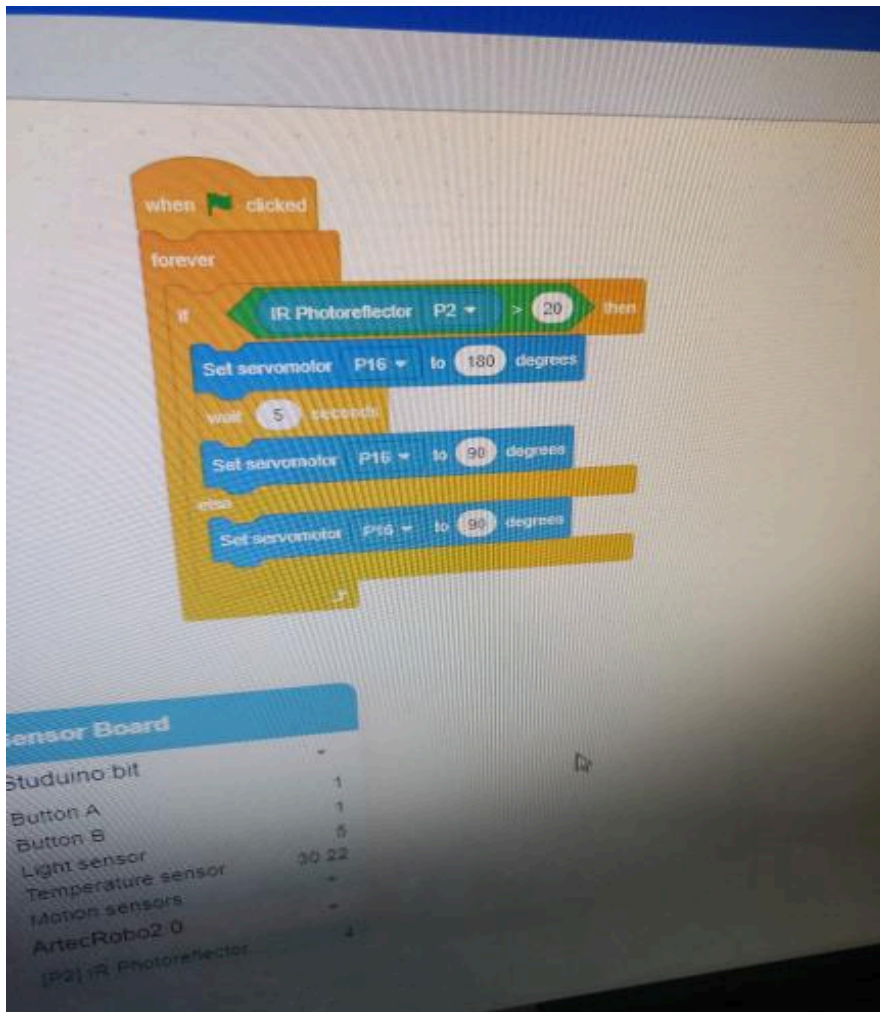 when clicked
forever
if IR Photoreflector P2 > 20 then
Set servomotor P16 to 180 degrees
wait 5 seconds
Set servomotor P16 to 90 degrees
else
Set servomotor P16 to 90 degrees
Sensor Board
Studuino bit -
Button A 1
Button B 1
Light sensor 5
Temperature sensor 30.22
Motion sensors -
ArtecRobo2.0 -
[P2] IR Photoreflector... 4